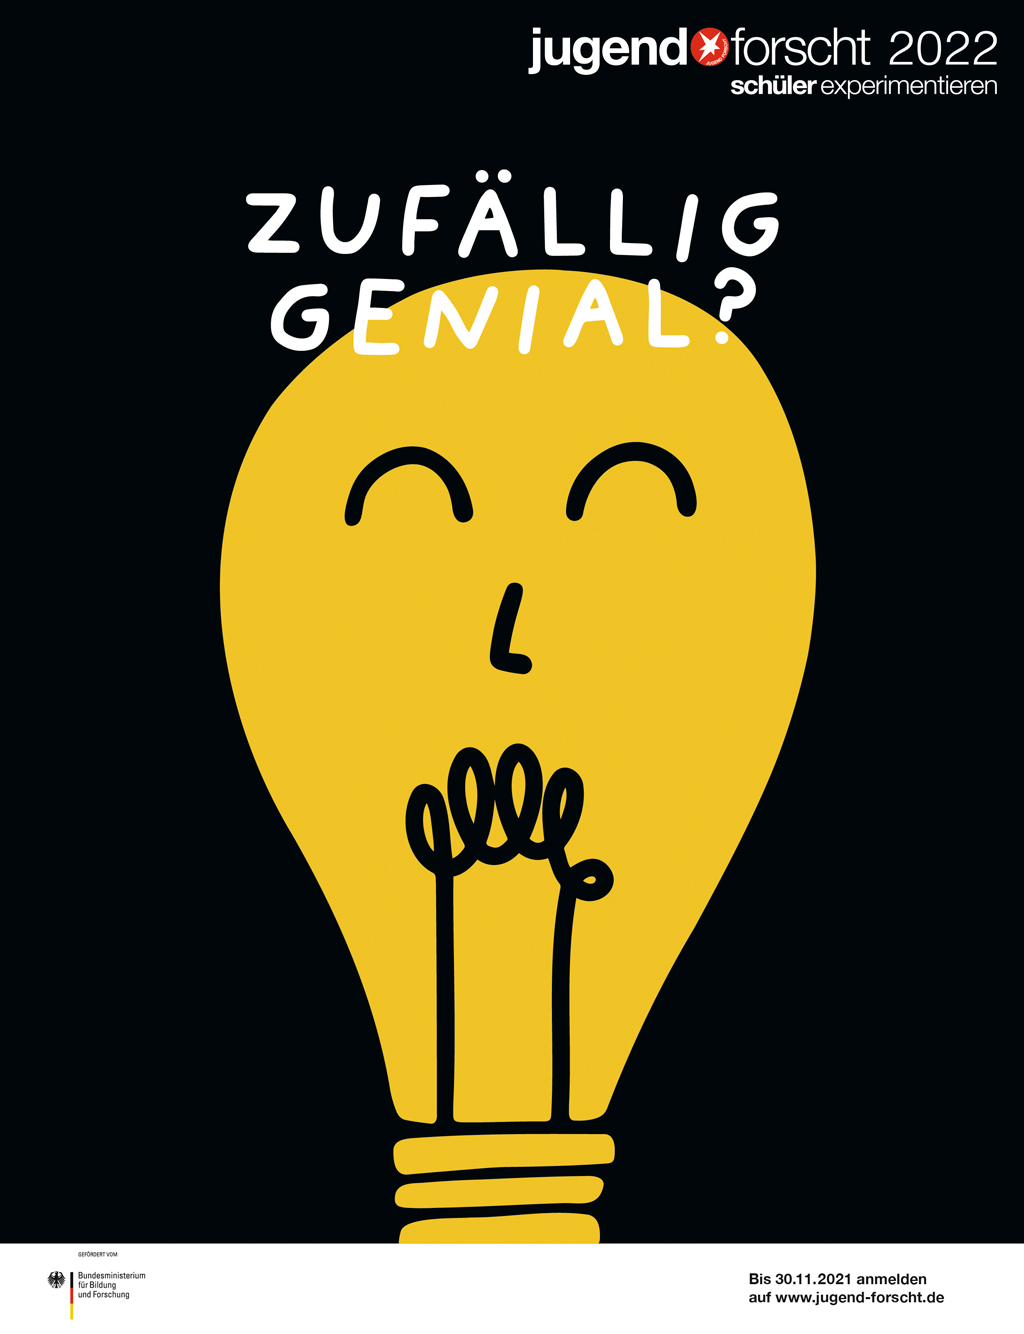 jugend forscht 2022
schüler experimentieren
ZUFÄLLIG
GENIAL?
GEFÖRDERT VOM
Bundesministerium
für Bildung
und Forschung
Bis 30.11.2021 anmelden
auf www.jugend-forscht.de